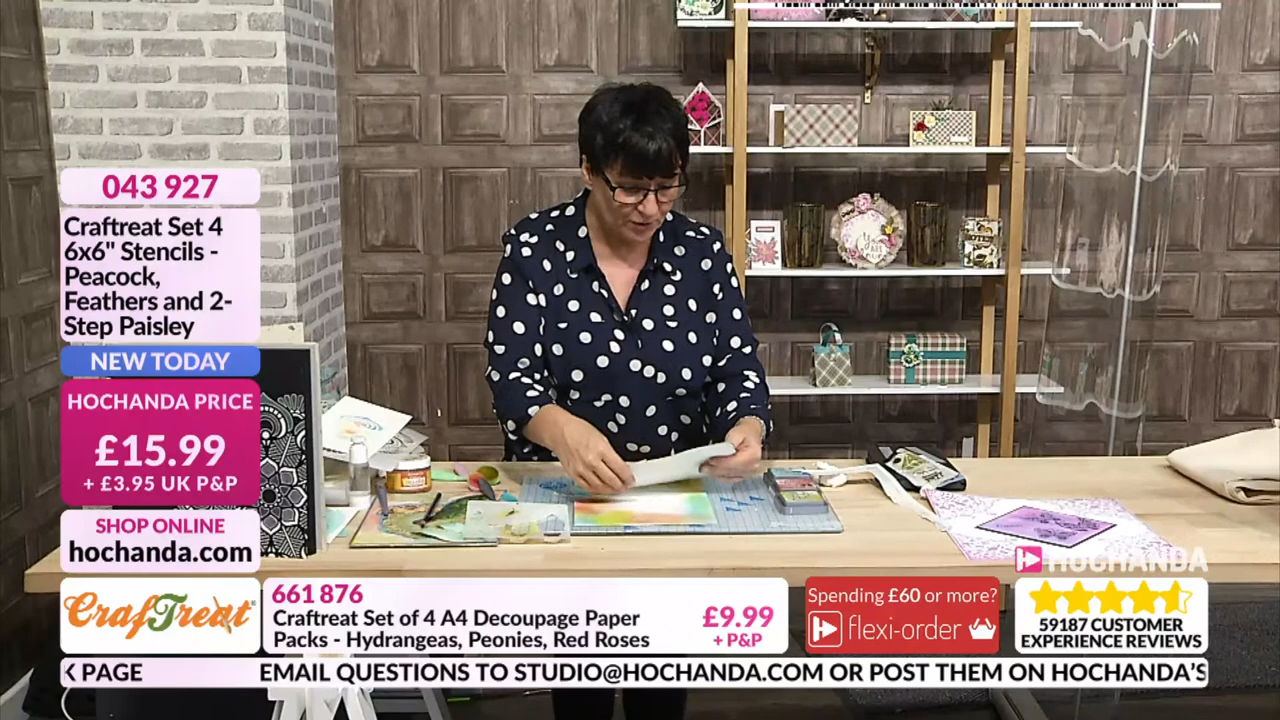 043 927
Craftreat Set 4
6x6" Stencils -
Peacock,
Feathers and 2-
Step Paisley
NEW TODAY
HOCHANDA PRICE
£15.99
+ £3.95 UK P&P
SHOP ONLINE
hochanda.com
HOCHANDA
CrafTreat
661 876
Craftreat Set of 4 A4 Decoupage Paper
Packs - Hydrangeas, Peonies, Red Roses
£9.99
+ P&P
Spending £60 or more?
flexi-order
59187 CUSTOMER
EXPERIENCE REVIEWS
K PAGE EMAIL QUESTIONS TO STUDIO@HOCHANDA.COM OR POST THEM ON HOCHANDA'S